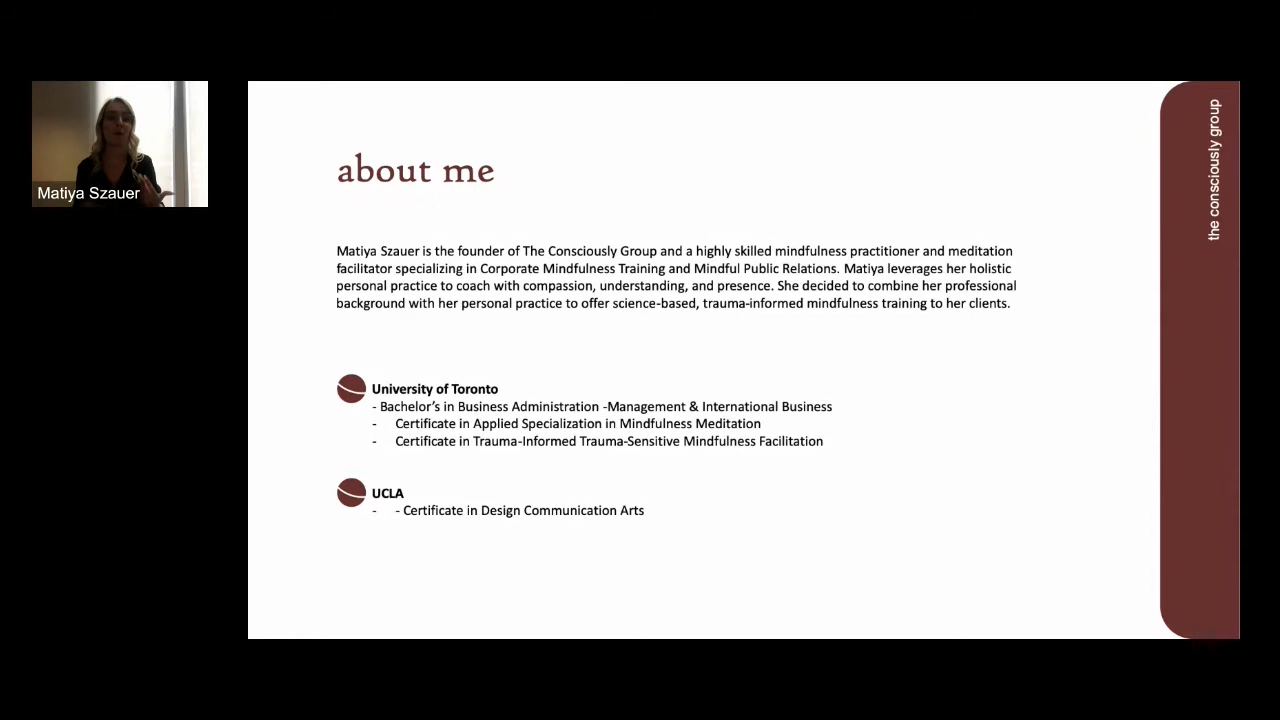 Matiya Szauer
about me
the consciously group
Matiya Szauer is the founder of The Consciously Group and a highly skilled mindfulness practitioner and meditation
facilitator specializing in Corporate Mindfulness Training and Mindful Public Relations. Matiya leverages her holistic
personal practice to coach with compassion, understanding, and presence. She decided to combine her professional
background with her personal practice to offer science-based, trauma-informed mindfulness training to her clients.
University of Toronto
- Bachelor’s in Business Administration -Management & International Business
- Certificate in Applied Specialization in Mindfulness Meditation
- Certificate in Trauma-Informed Trauma-Sensitive Mindfulness Facilitation
UCLA
- - Certificate in Design Communication Arts